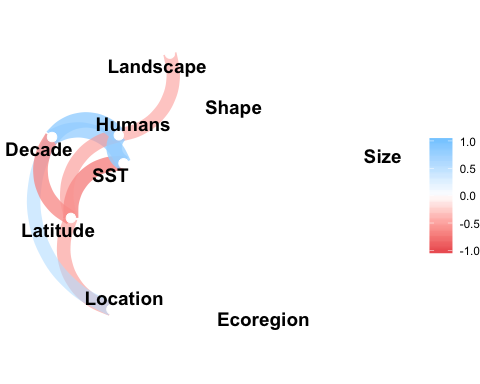 Landscape
Shape
Humans
Decade
Size
SST
Latitude
Location
Ecoregion
1.0
0.5
0.0
-0.5
-1.0